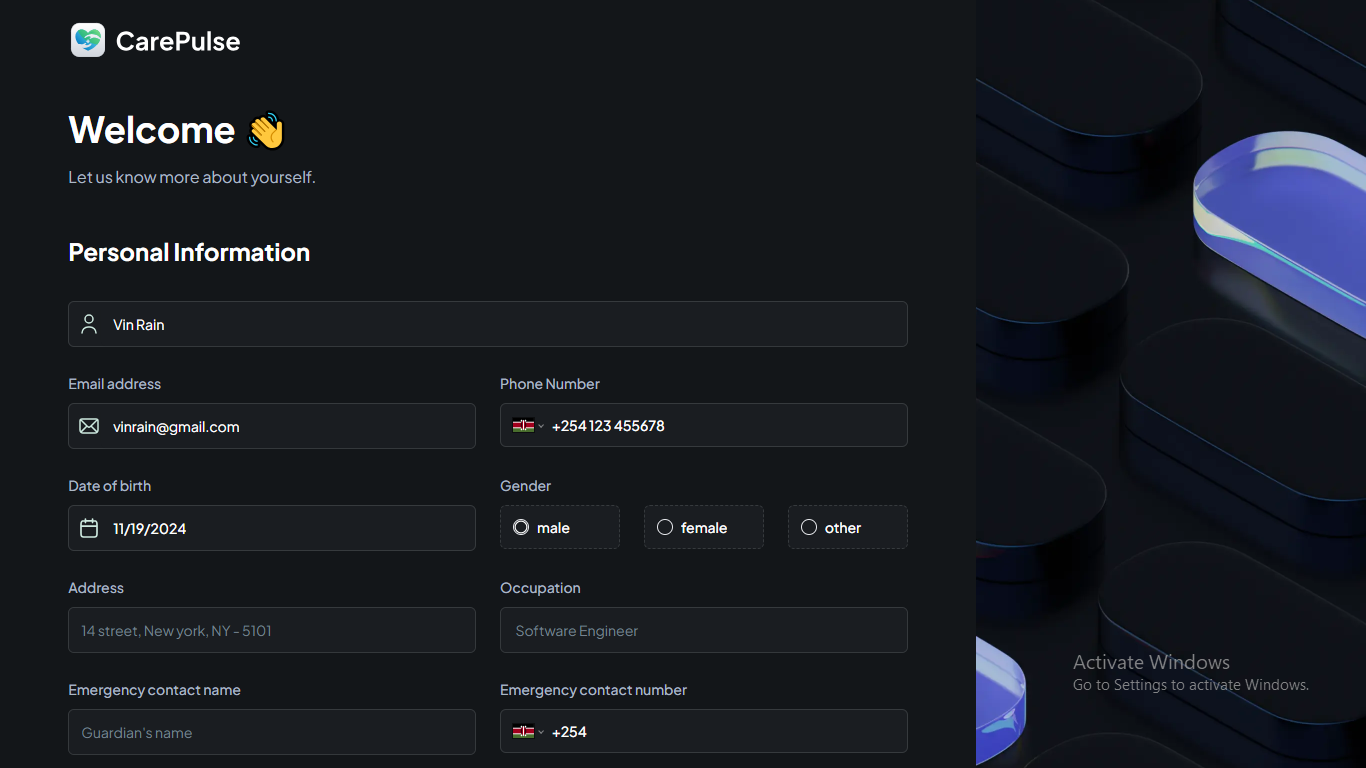 CarePulse
Welcome 👋
Let us know more about yourself.
Personal Information
Vin Rain
Email address
Phone Number
vinrain@gmail.com
+254 123 455678
Date of birth
Gender
11/19/2024
male
female
other
Address
Occupation
14 street, New york, NY - 5101
Software Engineer
Emergency contact name
Emergency contact number
Guardian's name
+254
Activate Windows
Go to Settings to activate Windows.